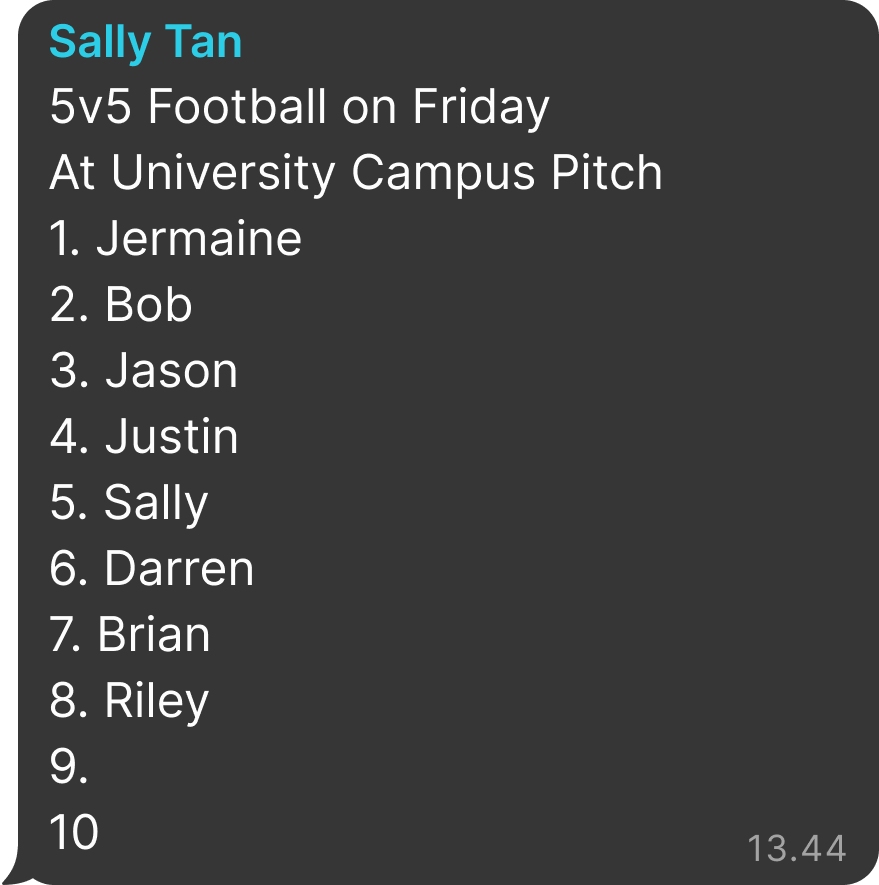 Sally Tan
5v5 Football on Friday
At University Campus Pitch
1. Jermaine
2. Bob
3. Jason
4. Justin
5. Sally
6. Darren
7. Brian
8. Riley
9.
10
13.44